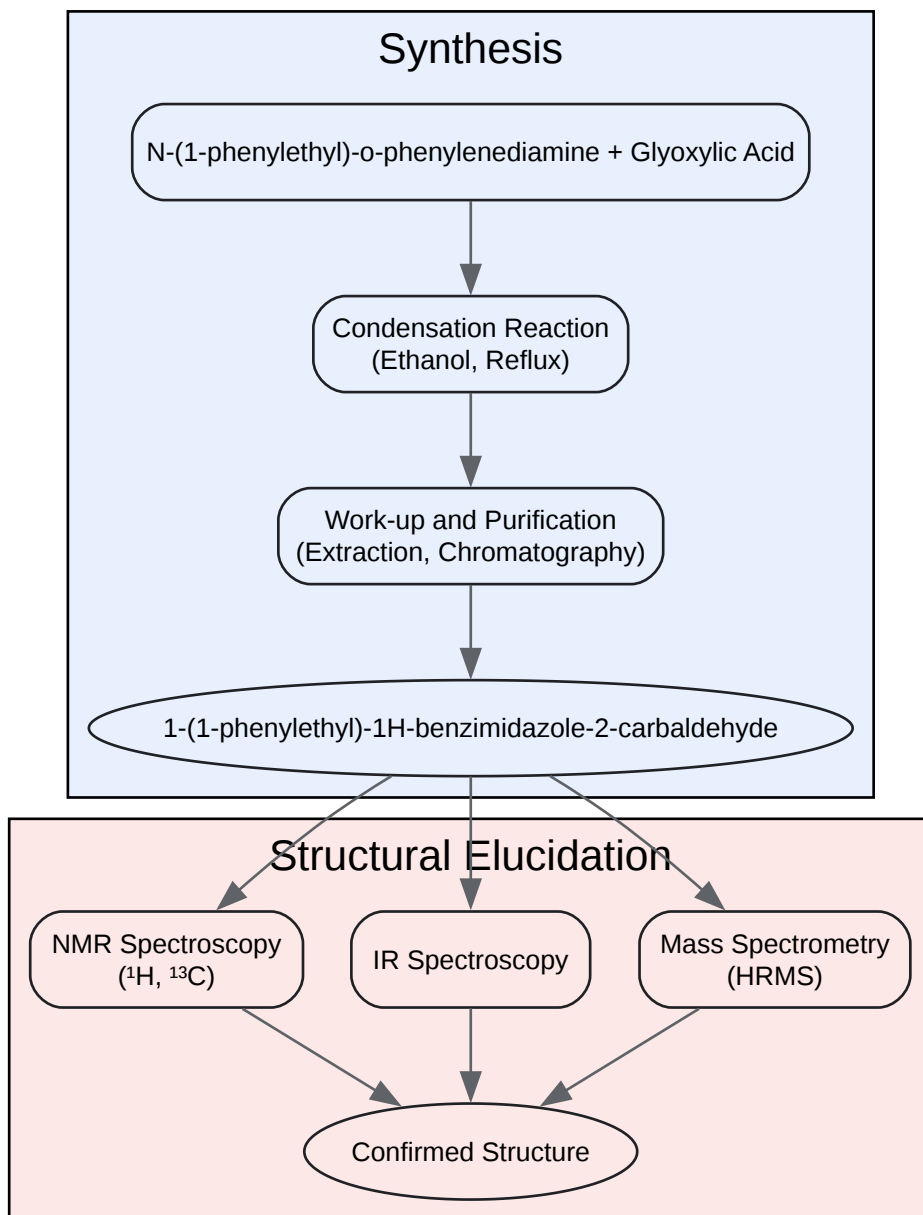 Synthesis
N-(1-phenylethyl)-o-phenylenediamine + Glyoxylic Acid
Condensation Reaction
(Ethanol, Reflux)
Work-up and Purification
(Extraction, Chromatography)
1-(1-phenylethyl)-1H-benzimidazole-2-carbaldehyde
Structural Elucidation
NMR Spectroscopy
(¹H, ¹³C)
IR Spectroscopy
Mass Spectrometry
(HRMS)
Confirmed Structure